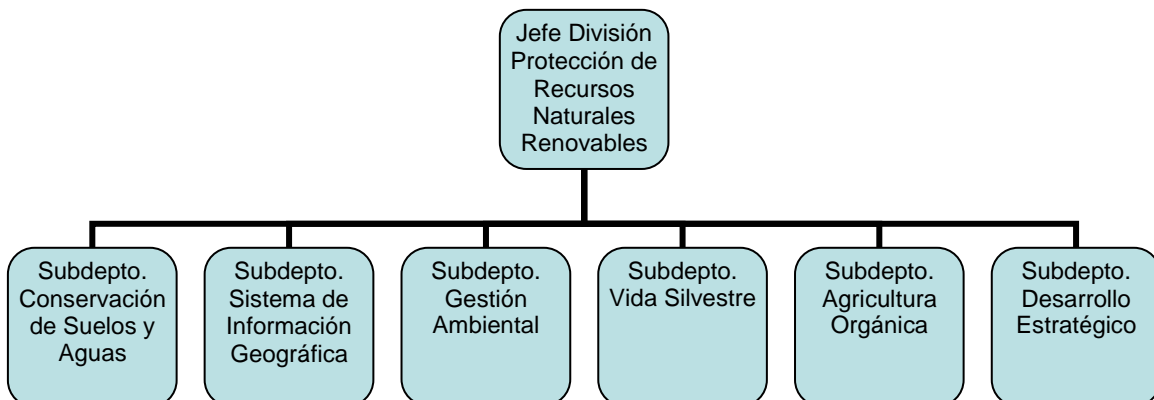 Jefe División
Protección de
Recursos
Naturales
Renovables
Subdepto.
Conservación
de Suelos y
Aguas
Subdepto.
Sistema de
Información
Geográfica
Subdepto.
Gestión
Ambiental
Subdepto.
Vida Silvestre
Subdepto.
Agricultura
Orgánica
Subdepto.
Desarrollo
Estratégico